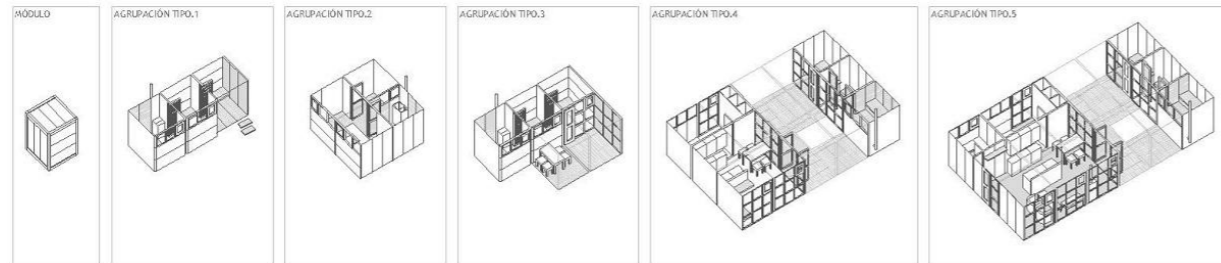 MÓDULO
AGRUPACIÓN TIPO.1
AGRUPACIÓN TIPO.2
AGRUPACIÓN TIPO.3
AGRUPACIÓN TIPO.4
AGRUPACIÓN TIPO.5